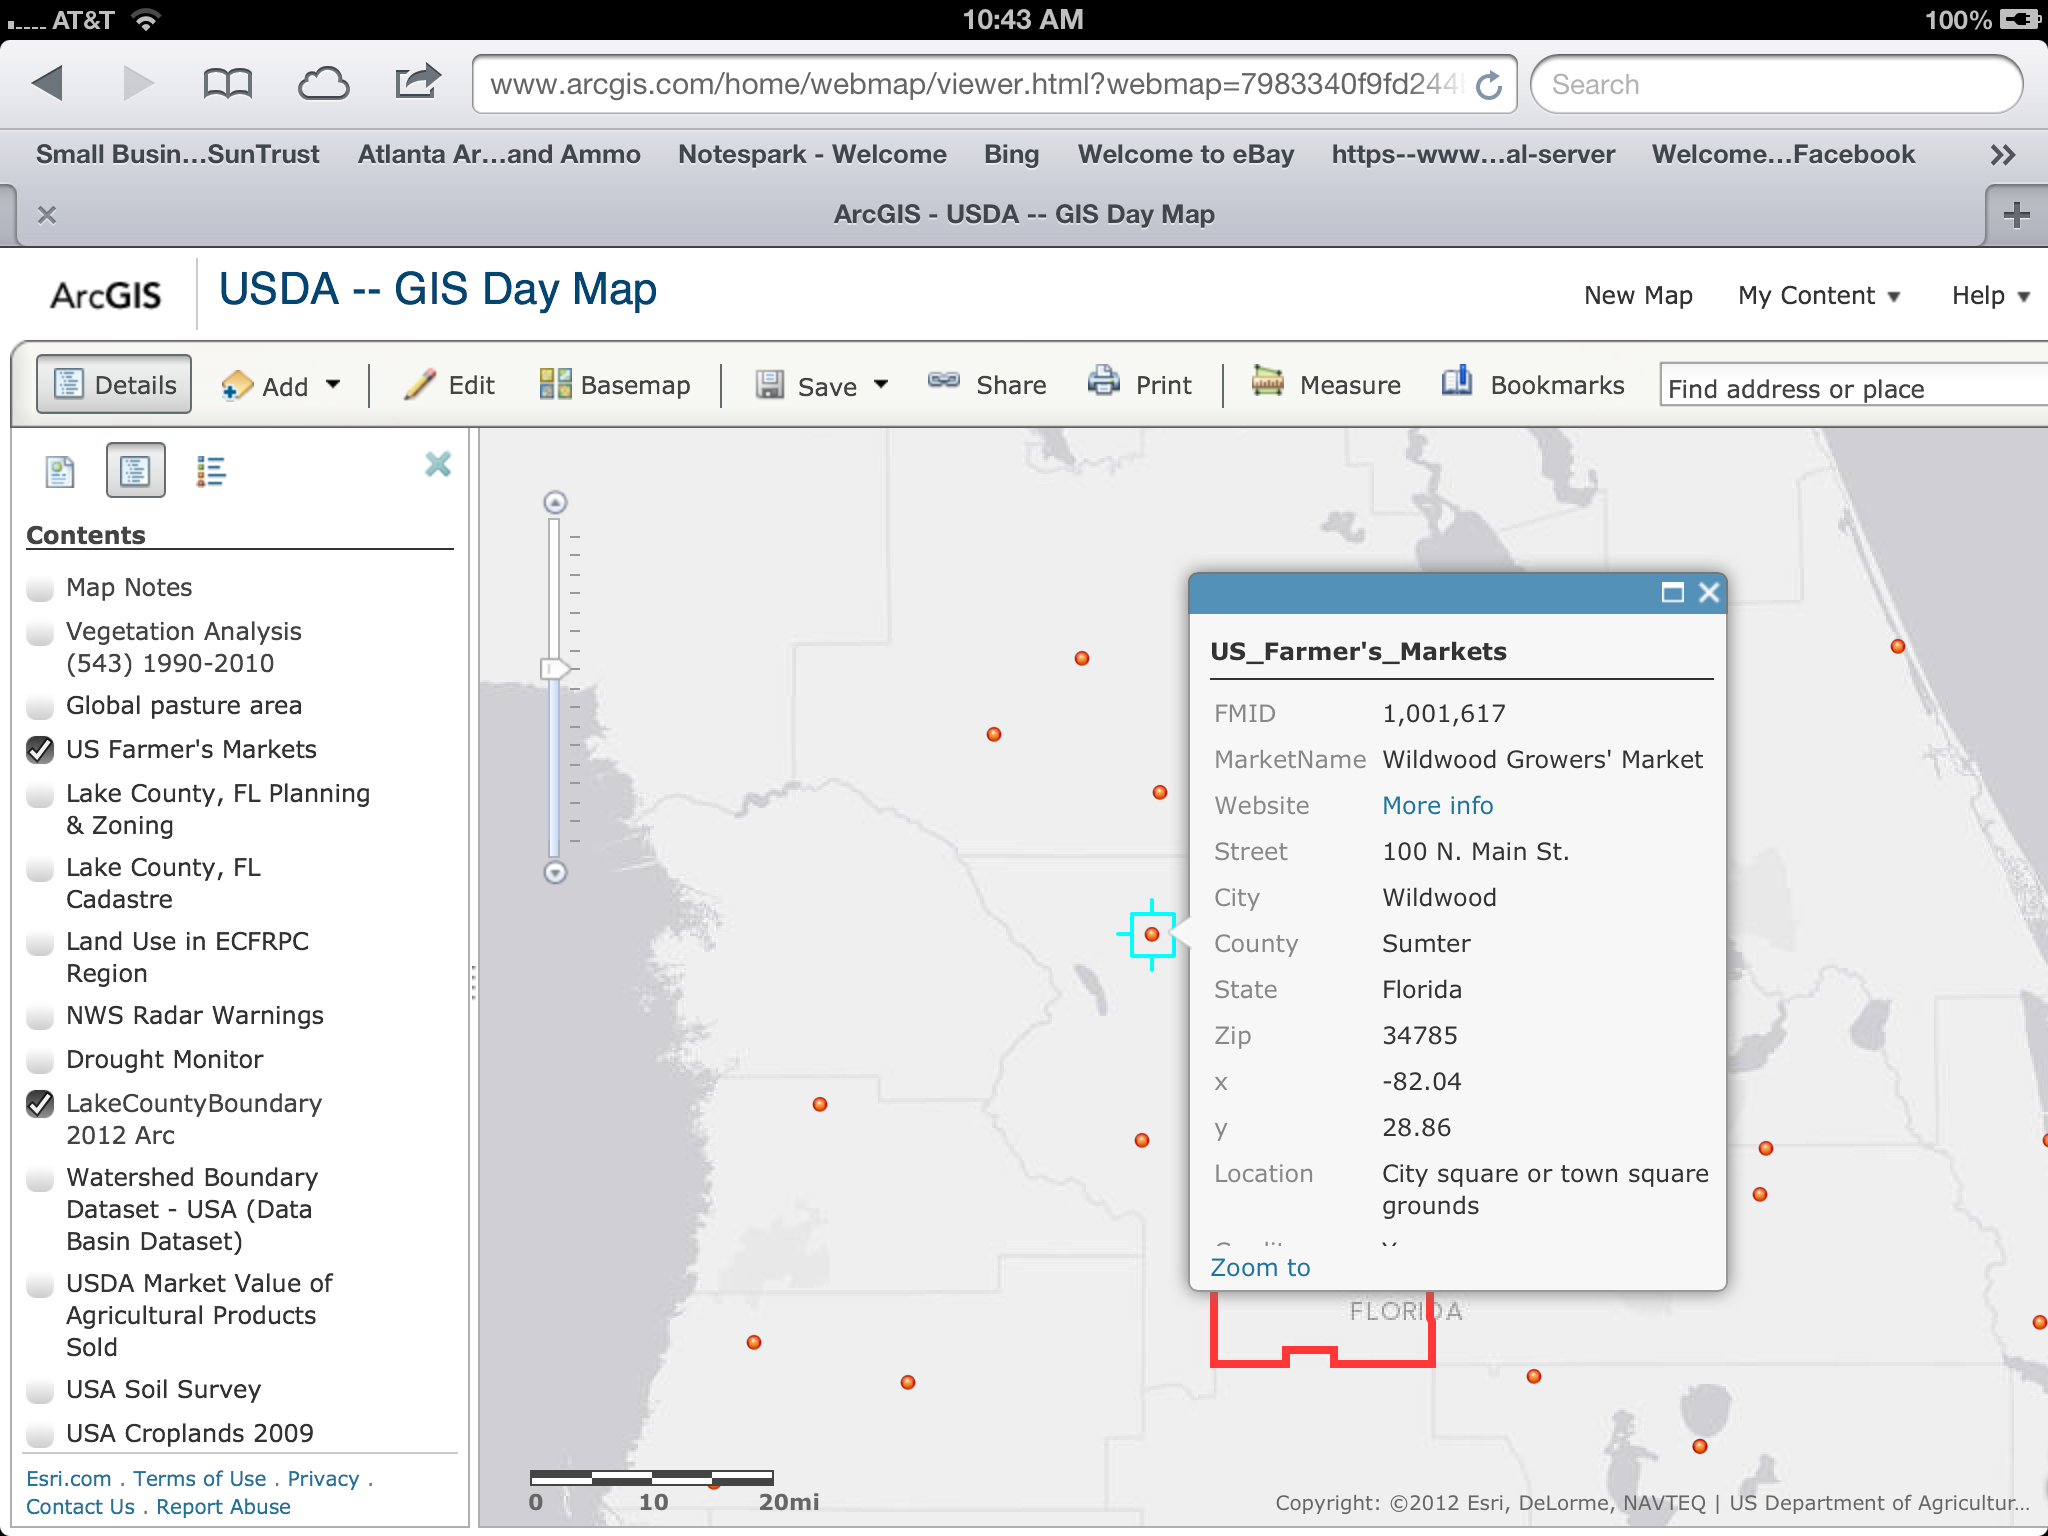 AT&T
10:43 AM
100%
www.arcgis.com/home/webmap/viewer.html?webmap=7983340f9fd244
Search
Small Busin...SunTrust
Atlanta Ar...and Ammo
Notespark - Welcome
Bing
Welcome to eBay
https--www...al-server
Welcome...Facebook
ArcGIS - USDA -- GIS Day Map
ArcGIS
USDA -- GIS Day Map
New Map
My Content
Help
Details
Add
Edit
Basemap
Save
Share
Print
Measure
Bookmarks
Find address or place
Contents
Map Notes
Vegetation Analysis
(543) 1990-2010
Global pasture area
US Farmer's Markets
Lake County, FL Planning
& Zoning
Lake County, FL
Cadastre
Land Use in ECFRPC
Region
NWS Radar Warnings
Drought Monitor
LakeCountyBoundary
2012 Arc
Watershed Boundary
Dataset - USA (Data
Basin Dataset)
USDA Market Value of
Agricultural Products
Sold
USA Soil Survey
USA Croplands 2009
Esri.com . Terms of Use . Privacy .
Contact Us . Report Abuse
US_Farmer's_Markets
FMID 1,001,617
MarketName Wildwood Growers' Market
Website More info
Street 100 N. Main St.
City Wildwood
County Sumter
State Florida
Zip 34785
x -82.04
y 28.86
Location City square or town square
grounds
Zoom to
FLORIDA
0 10 20mi
Copyright: ©2012 Esri, DeLorme, NAVTEQ | US Department of Agricultur...